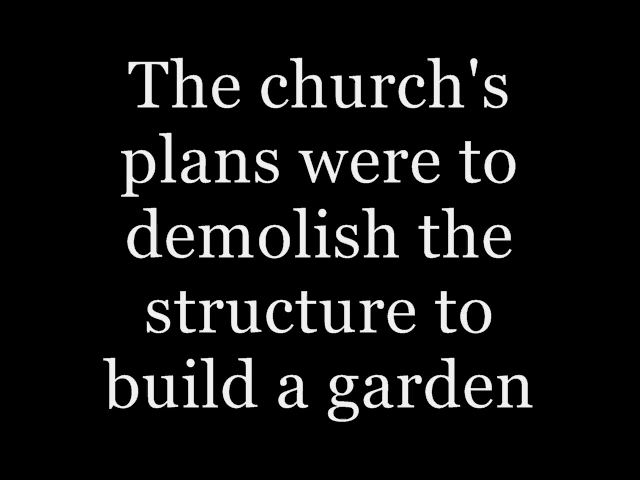 The church's
plans were to
demolish the
structure to
build a garden